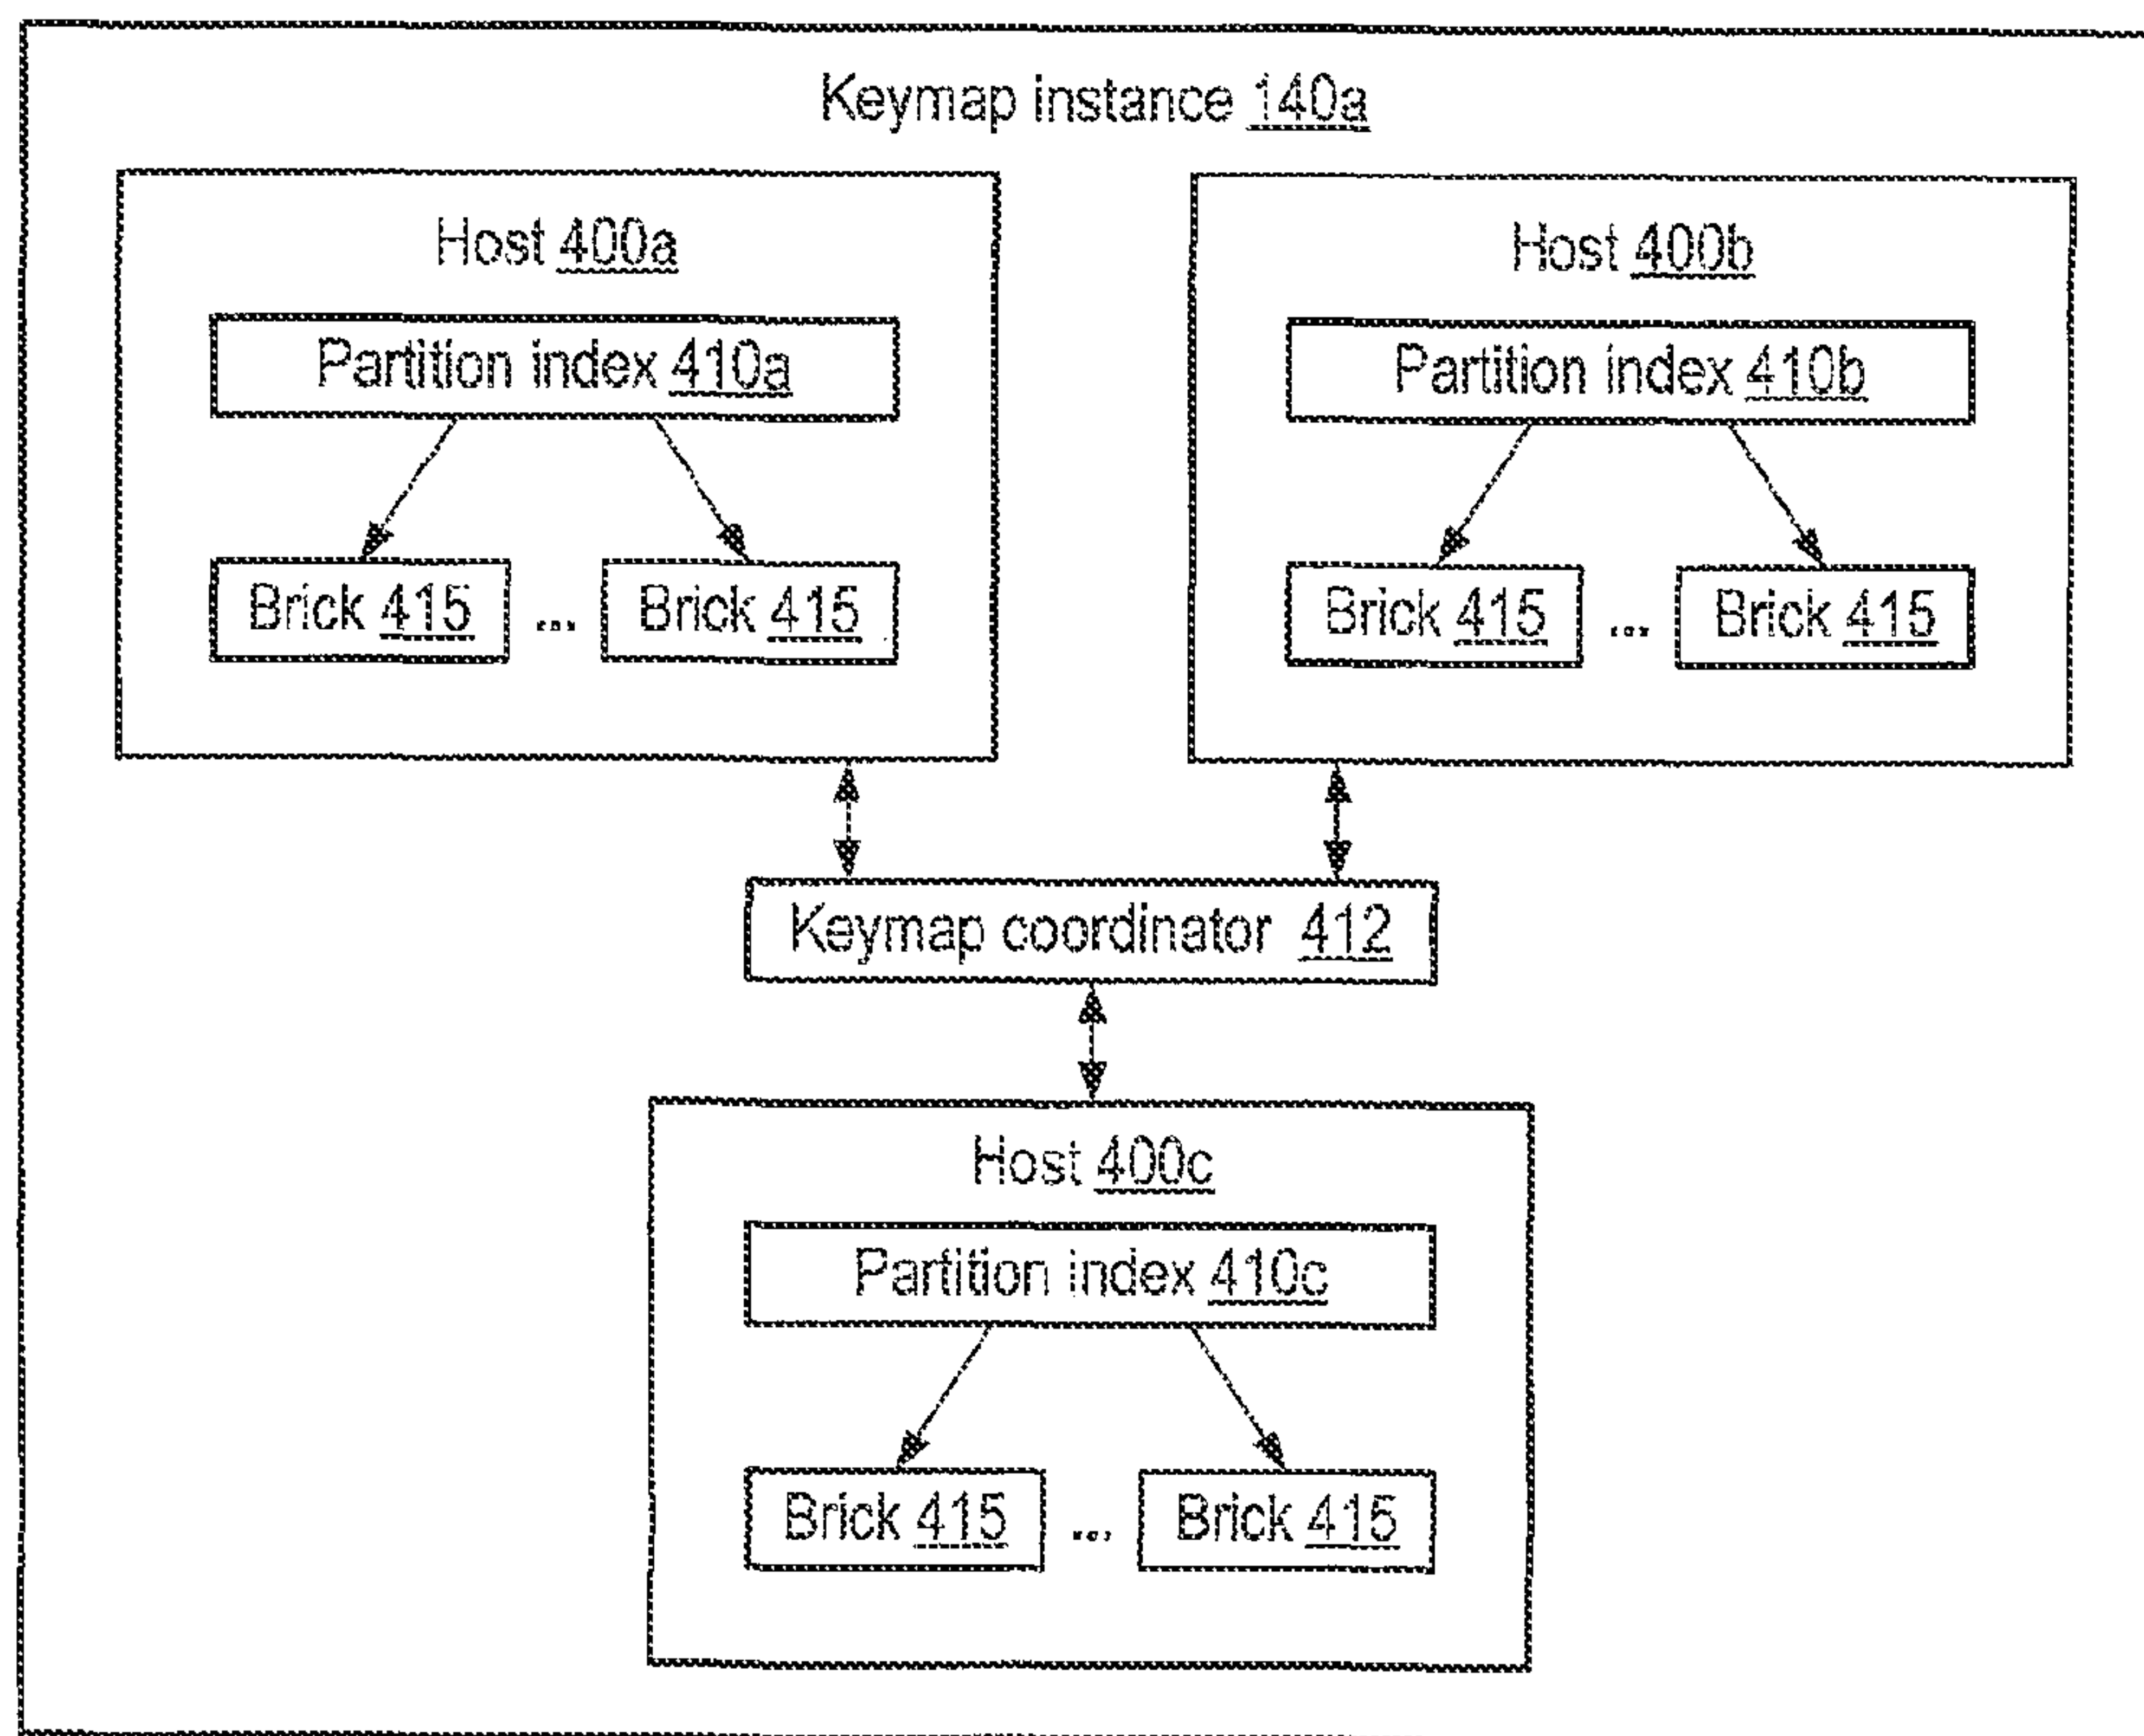 Keymap instance 140a
Host 400a
Partition index 410a
Brick 415 ... Brick 415
Host 400b
Partition index 410b
Brick 415 ... Brick 415
Keymap coordinator 412
Host 400c
Partition index 410c
Brick 415 ... Brick 415